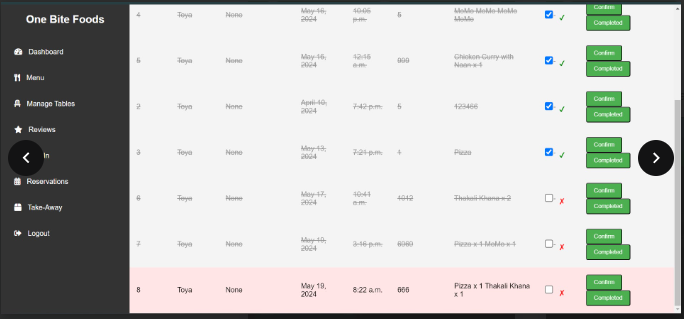 One Bite Foods
Dashboard
Menu
Manage Tables
Reviews
In
Reservations
Take-Away
Logout
4 Toya None May 16, 2024 10:06 p.m. 5 MoMo MoMo MoMo MoMo ✓ Confirm Completed
5 Toya None May 16, 2024 12:15 a.m. 900 Chicken Curry with Naan x 1 ✓ Confirm Completed
2 Toya None April 10, 2024 7:42 p.m. 5 123456 ✓ Confirm Completed
3 Toya None May 13, 2024 7:21 p.m. 1 Pizza ✓ Confirm Completed
6 Toya None May 17, 2024 10:41 a.m. 1012 Thakali Khana x 2 ✗ Confirm Completed
7 Toya None May 19, 2024 3:16 p.m. Pizza x 1 MoMo x 1 ✗ Confirm Completed
8 Toya None May 19, 2024 8:22 a.m. 666 Pizza x 1 Thakali Khana x 1 ✗ Confirm Completed